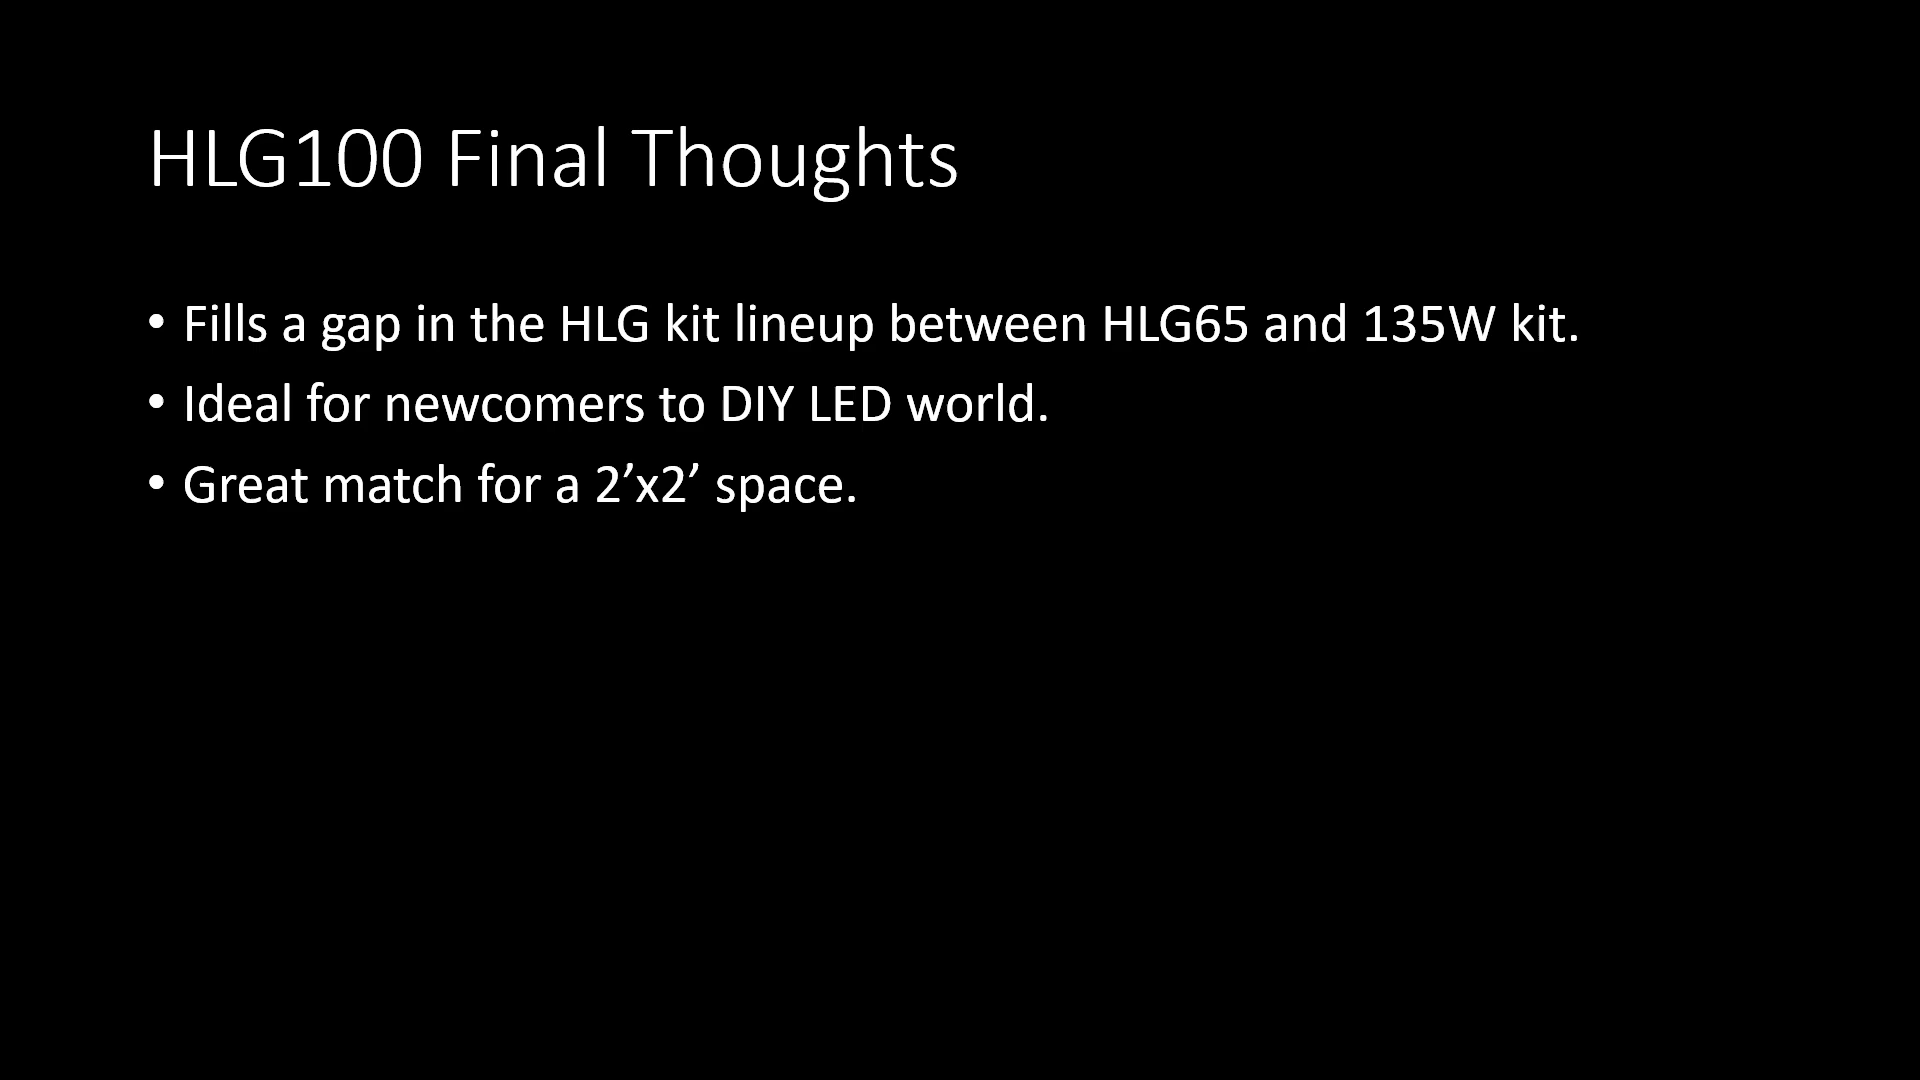 HLG100 Final Thoughts
• Fills a gap in the HLG kit lineup between HLG65 and 135W kit.
• Ideal for newcomers to DIY LED world.
• Great match for a 2’x2’ space.